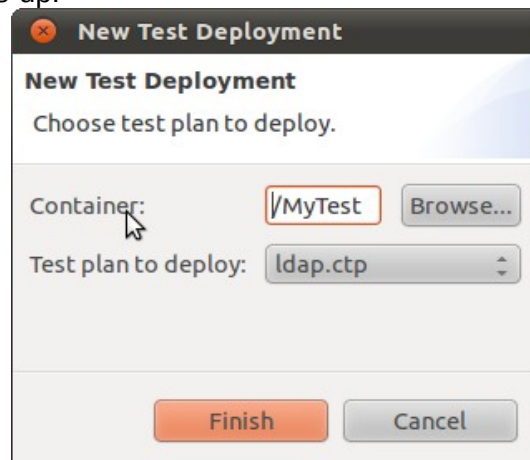 up.
New Test Deployment
New Test Deployment
Choose test plan to deploy.
Container: /MyTest Browse...
Test plan to deploy: ldap.ctp
Finish Cancel